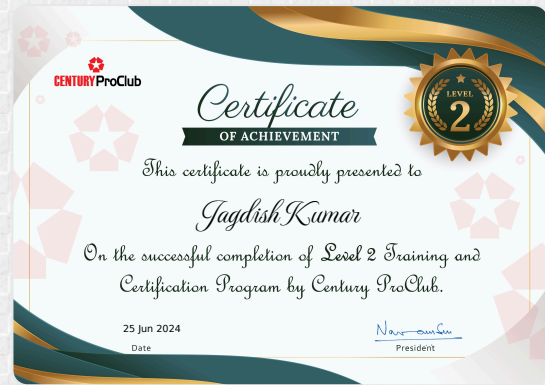 CENTURY ProClub
Certificate
OF ACHIEVEMENT
LEVEL
2
This certificate is proudly presented to
Jagdish Kumar
On the successful completion of Level 2 Training and
Certification Program by Century ProClub.
25 Jun 2024
Date
President